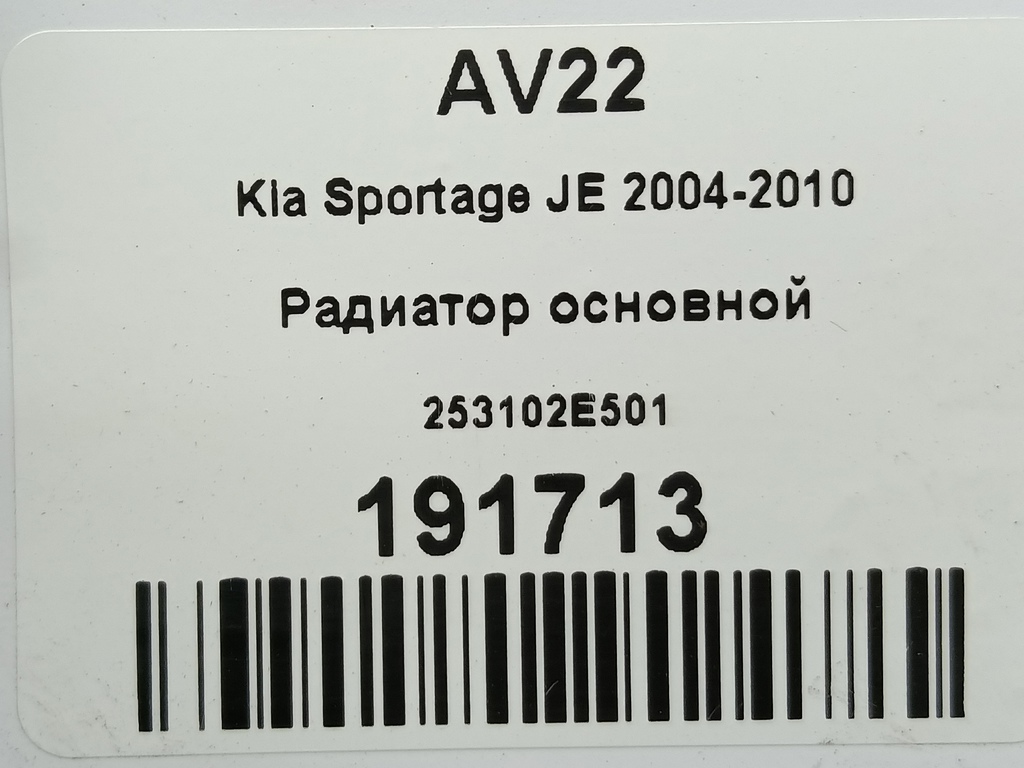 AV22
Kia Sportage JE 2004-2010
Радиатор основной
253102E501
191713